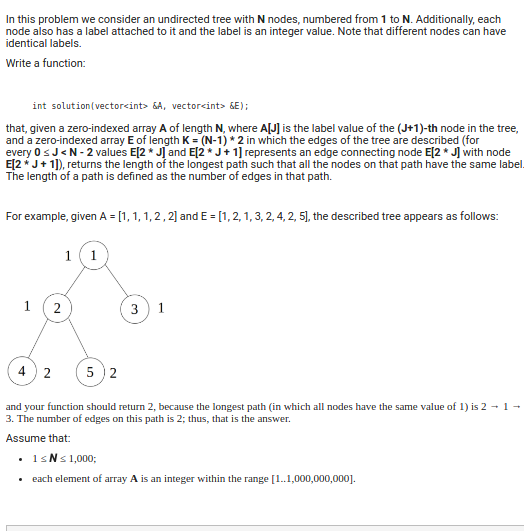 In this problem we consider an undirected tree with N nodes, numbered from 1 to N. Additionally, each
node also has a label attached to it and the label is an integer value. Note that different nodes can have
identical labels.
Write a function:
int solution(vector<int> &A, vector<int> &E);
that, given a zero-indexed array A of length N, where A[J] is the label value of the (J+1)-th node in the tree,
and a zero-indexed array E of length K = (N-1) * 2 in which the edges of the tree are described (for
every 0 ≤ J < N - 2 values E[2 * J] and E[2 * J + 1] represents an edge connecting node E[2 * J] with node
E[2 * J + 1]), returns the length of the longest path such that all the nodes on that path have the same label.
The length of a path is defined as the number of edges in that path.
For example, given A = [1, 1, 1, 2 , 2] and E = [1, 2, 1, 3, 2, 4, 2, 5], the described tree appears as follows:
1 1
1 2 3 1
4 2 5 2
and your function should return 2, because the longest path (in which all nodes have the same value of 1) is 2 → 1 →
3. The number of edges on this path is 2; thus, that is the answer.
Assume that:
• 1 ≤ N ≤ 1,000;
• each element of array A is an integer within the range [1..1,000,000,000].